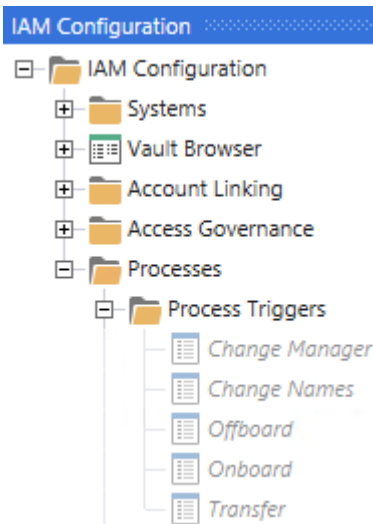 IAM Configuration
IAM Configuration
Systems
Vault Browser
Account Linking
Access Governance
Processes
Process Triggers
Change Manager
Change Names
Offboard
Onboard
Transfer